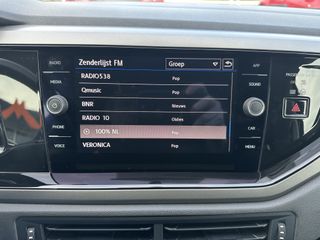 Zenderlijst FM
Groep
RADIO538
Pop
Qmusic
Pop
BNR
Nieuws
RADIO 10
Oldies
100% NL
Pop
VERONICA
Pop
RADIO
MEDIA
PHONE
VOICE
APP
SOUND
CAR
MENU